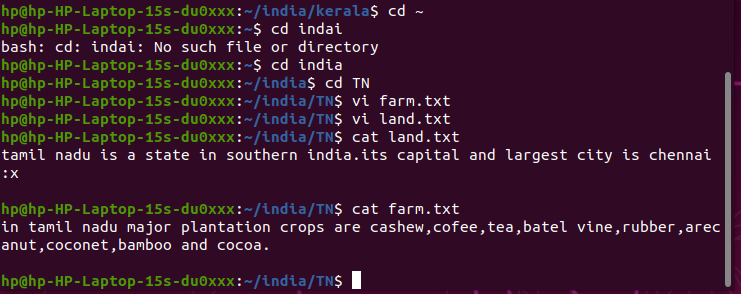 hp@hp-HP-Laptop-15s-du0xxx:~/india/kerala$ cd ~
hp@hp-HP-Laptop-15s-du0xxx:~$ cd indai
bash: cd: indai: No such file or directory
hp@hp-HP-Laptop-15s-du0xxx:~$ cd india
hp@hp-HP-Laptop-15s-du0xxx:~/india$ cd TN
hp@hp-HP-Laptop-15s-du0xxx:~/india/TN$ vi farm.txt
hp@hp-HP-Laptop-15s-du0xxx:~/india/TN$ vi land.txt
hp@hp-HP-Laptop-15s-du0xxx:~/india/TN$ cat land.txt
tamil nadu is a state in southern india.its capital and largest city is chennai
:x
hp@hp-HP-Laptop-15s-du0xxx:~/india/TN$ cat farm.txt
in tamil nadu major plantation crops are cashew,cofee,tea,batel vine,rubber,arec
anut,coconet,bamboo and cocoa.
hp@hp-HP-Laptop-15s-du0xxx:~/india/TN$